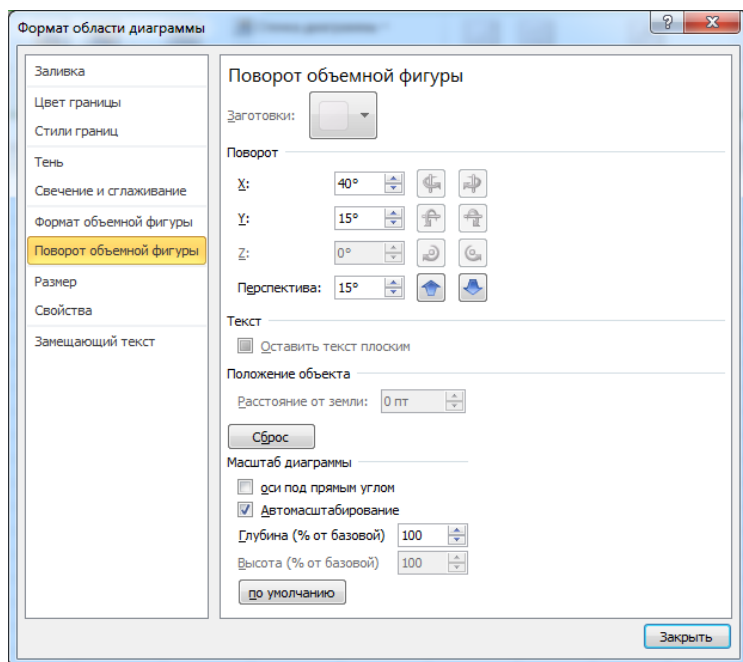 Формат области диаграммы
Заливка
Цвет границы
Стили границ
Тень
Свечение и сглаживание
Формат объемной фигуры
Поворот объемной фигуры
Размер
Свойства
Замещающий текст
Поворот объемной фигуры
Заготовки:
Поворот
X: 40°
Y: 15°
Z: 0°
Перспектива: 15°
Текст
Оставить текст плоским
Положение объекта
Расстояние от земли: 0 пт
Сброс
Масштаб диаграммы
оси под прямым углом
Автомасштабирование
Глубина (% от базовой) 100
Высота (% от базовой) 100
по умолчанию
Закрыть